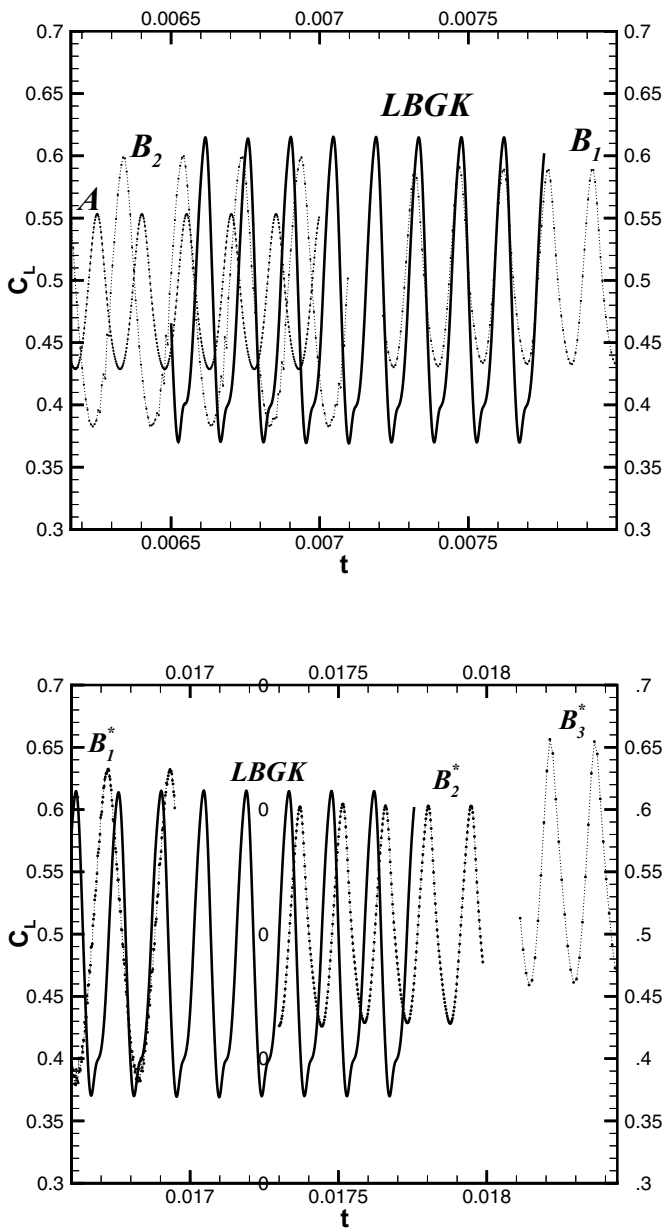 0.0065 0.007 0.0075
0.7 0.7
0.65 0.65
LBGK
B₂ B₁
0.6 0.6
A
0.55 0.55
C_L 0.5 0.5
0.45 0.45
0.4 0.4
0.35 0.35
0.3 0.3
0.0065 0.007 0.0075
t
0.017 0.0175 0.018
0.7 0 .7
B₁* LBGK B₂* B₃*
0.65 .65
0.6 0 .6
0.55 .55
C_L 0.5 0 .5
0.45 .45
0.4 0 .4
0.35 .35
0.3 0 .3
0.017 0.0175 0.018
t